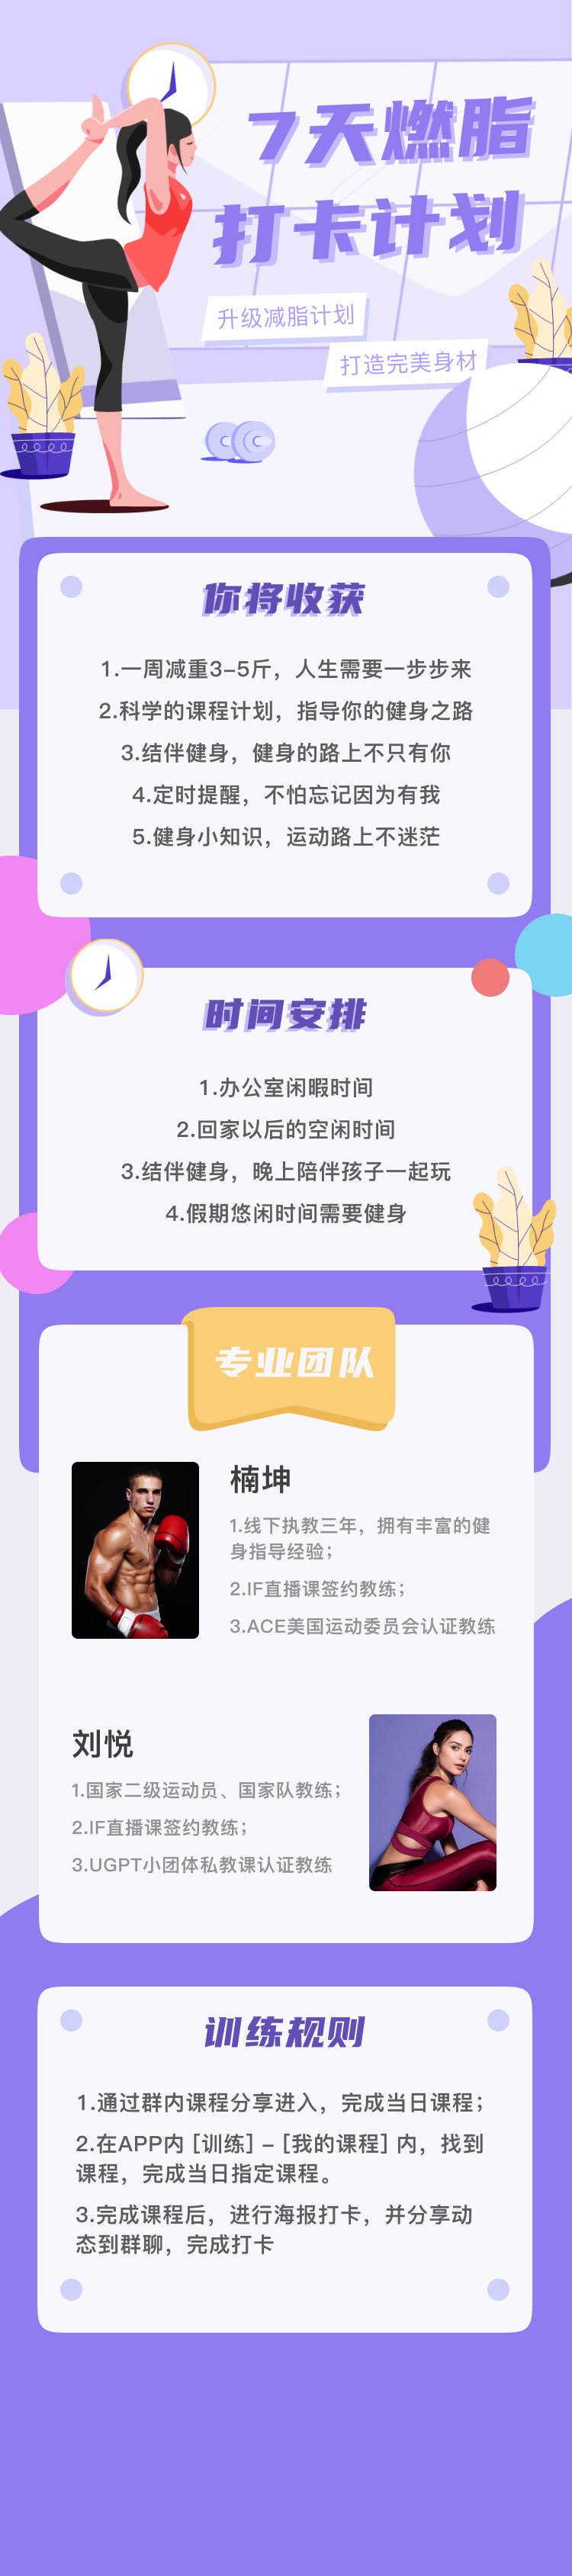 7天燃脂
打卡计划
升级减脂计划
打造完美身材
你将收获
1.一周减重3-5斤，人生需要一步步来
2.科学的课程计划，指导你的健身之路
3.结伴健身，健身的路上不只有你
4.定时提醒，不怕忘记因为有我
5.健身小知识，运动路上不迷茫
时间安排
1.办公室闲暇时间
2.回家以后的空闲时间
3.结伴健身，晚上陪伴孩子一起玩
4.假期悠闲时间需要健身
专业团队
楠坤
1.线下执教三年，拥有丰富的健
身指导经验；
2.IF直播课签约教练；
3.ACE美国运动委员会认证教练
刘悦
1.国家二级运动员、国家队教练；
2.IF直播课签约教练；
3.UGPT小团体私教课认证教练
训练规则
1.通过群内课程分享进入，完成当日课程；
2.在APP内 [训练] – [我的课程] 内，找到
课程，完成当日指定课程。
3.完成课程后，进行海报打卡，并分享动
态到群聊，完成打卡